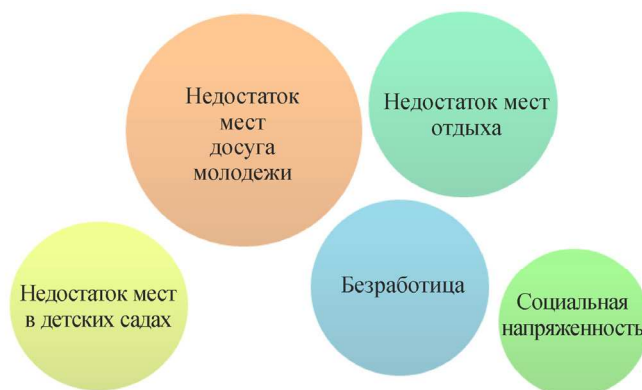 Недостаток
мест
досуга
молодежи
Недостаток мест
отдыха
Недостаток мест
в детских садах
Безработица
Социальная
напряженность